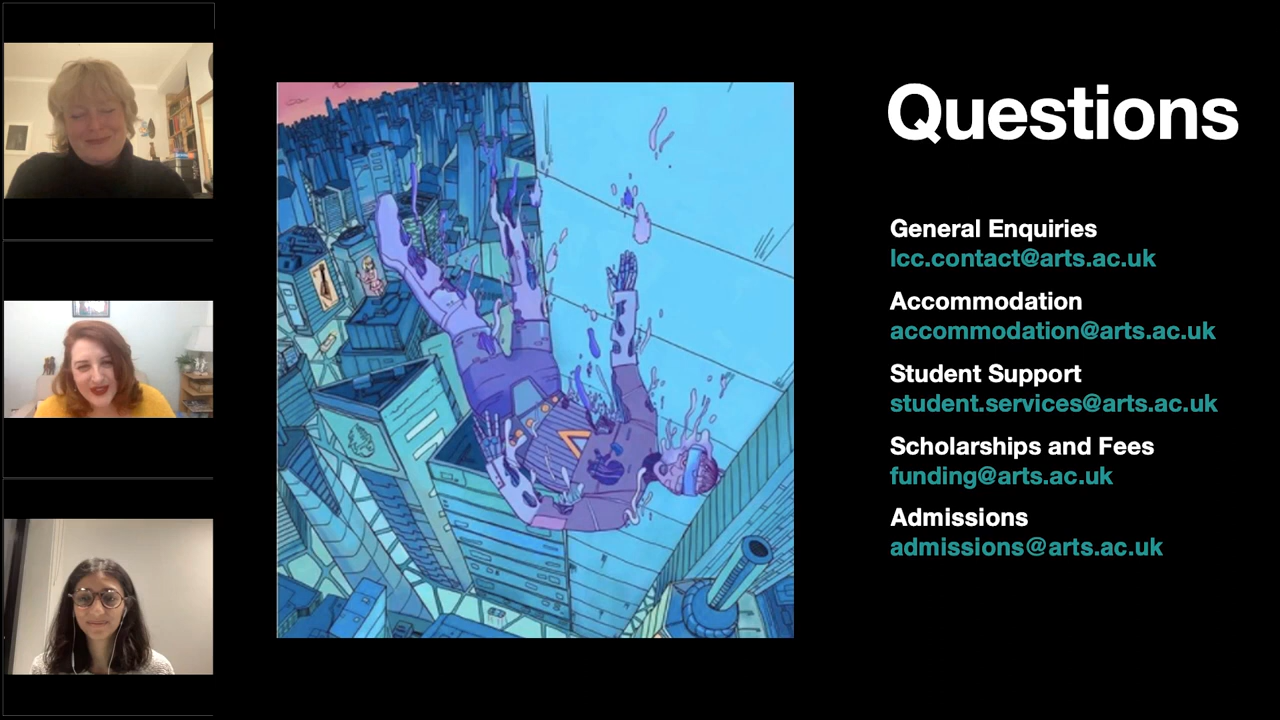 Questions
General Enquiries
lcc.contact@arts.ac.uk
Accommodation
accommodation@arts.ac.uk
Student Support
student.services@arts.ac.uk
Scholarships and Fees
funding@arts.ac.uk
Admissions
admissions@arts.ac.uk